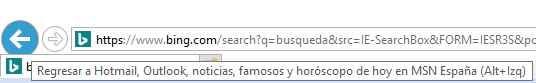 https://www.bing.com/search?q=busqueda&src=IE-SearchBox&FORM=IESR3S&pc
Regresar a Hotmail, Outlook, noticias, famosos y horóscopo de hoy en MSN España (Alt+Izq)